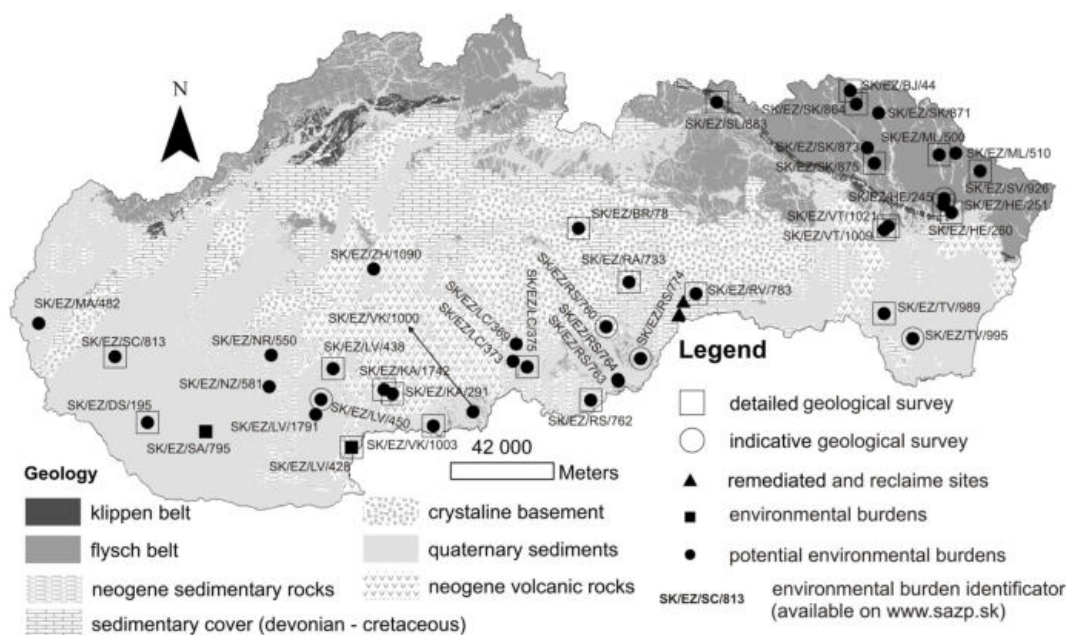 N
SK/EZ/BJ/44
SK/EZ/SK/864
SK/EZ/SK/871
SK/EZ/SL/883
SK/EZ/ML/500
SK/EZ/SK/873
SK/EZ/ML/510
SK/EZ/SK/875
SK/EZ/SV/926
SK/EZ/HE/245
SK/EZ/HE/251
SK/EZ/VT/1021
SK/EZ/HE/260
SK/EZ/BR/78
SK/EZ/VT/1009
SK/EZ/ZH/1090
SK/EZ/RA/733
SK/EZ/RS/760
SK/EZ/RS/774
SK/EZ/RV/783
SK/EZ/MA/482
SK/EZ/VK/1000
SK/EZ/LC/369
SK/EZ/LC/375
SK/EZ/LC/373
SK/EZ/TV/989
SK/EZ/SC/813
SK/EZ/NR/550
SK/EZ/LV/438
SK/EZ/KA/1742
SK/EZ/RS/764
SK/EZ/RS/763
SK/EZ/TV/995
SK/EZ/NZ/581
SK/EZ/KA/291
SK/EZ/DS/195
SK/EZ/LV/450
SK/EZ/LV/1791
SK/EZ/RS/762
SK/EZ/SA/795
SK/EZ/VK/1003
SK/EZ/LV/428
42 000
Meters
Legend
detailed geological survey
indicative geological survey
remediated and reclaime sites
environmental burdens
potential environmental burdens
SK/EZ/SC/813 environmental burden identificator
(available on www.sazp.sk)
Geology
klippen belt
flysch belt
neogene sedimentary rocks
sedimentary cover (devonian - cretaceous)
crystaline basement
quaternary sediments
neogene volcanic rocks